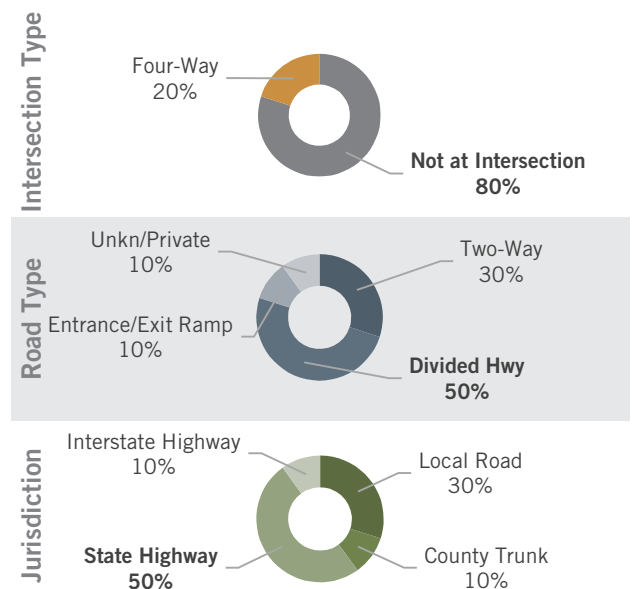 Intersection Type
Four-Way
20%
Not at Intersection
80%
Road Type
Unkn/Private
10%
Two-Way
30%
Entrance/Exit Ramp
10%
Divided Hwy
50%
Jurisdiction
Interstate Highway
10%
Local Road
30%
State Highway
50%
County Trunk
10%